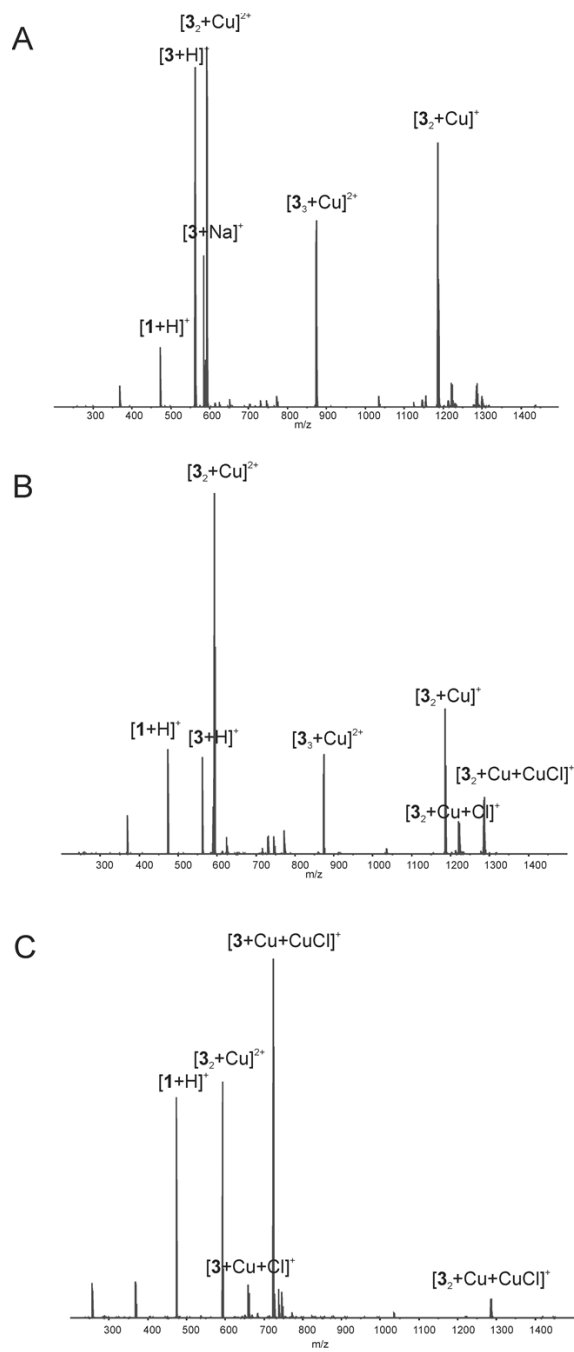 A
[3₂+Cu]²⁺
[3+H]⁺
[3₂+Cu]⁺
[3₃+Cu]²⁺
[3+Na]⁺
[1+H]⁺
300 400 500 600 700 800 900 1000 1100 1200 1300 1400
m/z
B
[3₂+Cu]²⁺
[3₂+Cu]⁺
[1+H]⁺
[3+H]⁺
[3₃+Cu]²⁺
[3₂+Cu+CuCl]⁺
[3₂+Cu+Cl]⁺
300 400 500 600 700 800 900 1000 1100 1200 1300 1400
m/z
C
[3+Cu+CuCl]⁺
[3₂+Cu]²⁺
[1+H]⁺
[3+Cu+Cl]⁺
[3₂+Cu+CuCl]⁺
300 400 500 600 700 800 900 1000 1100 1200 1300 1400
m/z